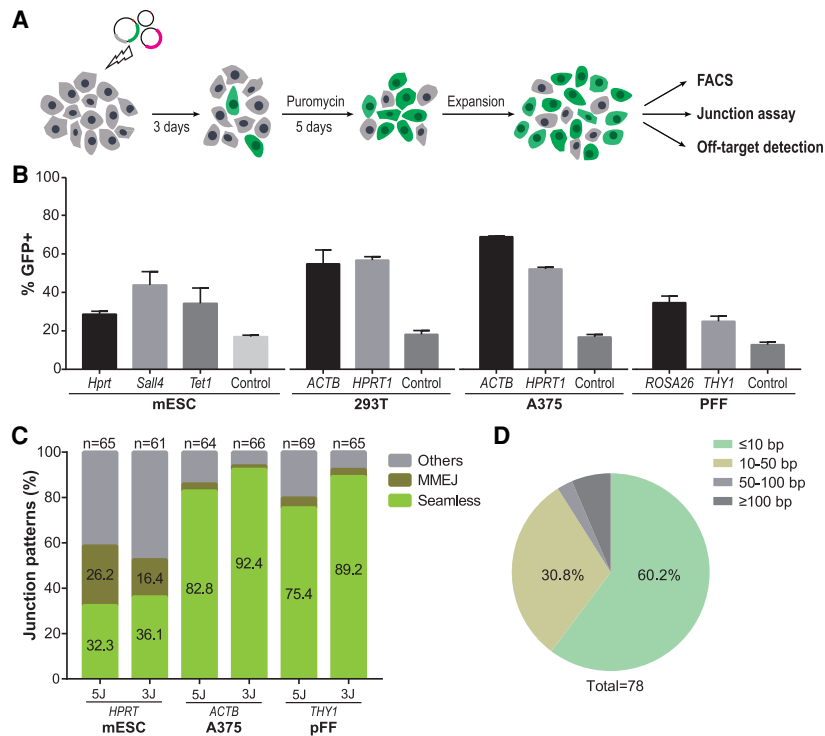 A
3 days
Puromycin
5 days
Expansion
FACS
Junction assay
Off-target detection
B
% GFP+
100
80
60
40
20
0
Hprt Sall4 Tet1 Control ACTB HPRT1 Control ACTB HPRT1 Control ROSA26 THY1 Control
mESC 293T A375 PFF
C
Junction patterns (%)
n=65 n=61 n=64 n=66 n=69 n=65
100
80
60
40
20
0
26.2 16.4
32.3 36.1 82.8 92.4 75.4 89.2
Others
MMEJ
Seamless
5J 3J 5J 3J 5J 3J
HPRT ACTB THY1
mESC A375 pFF
D
≤10 bp
10-50 bp
50-100 bp
≥100 bp
30.8% 60.2%
Total=78